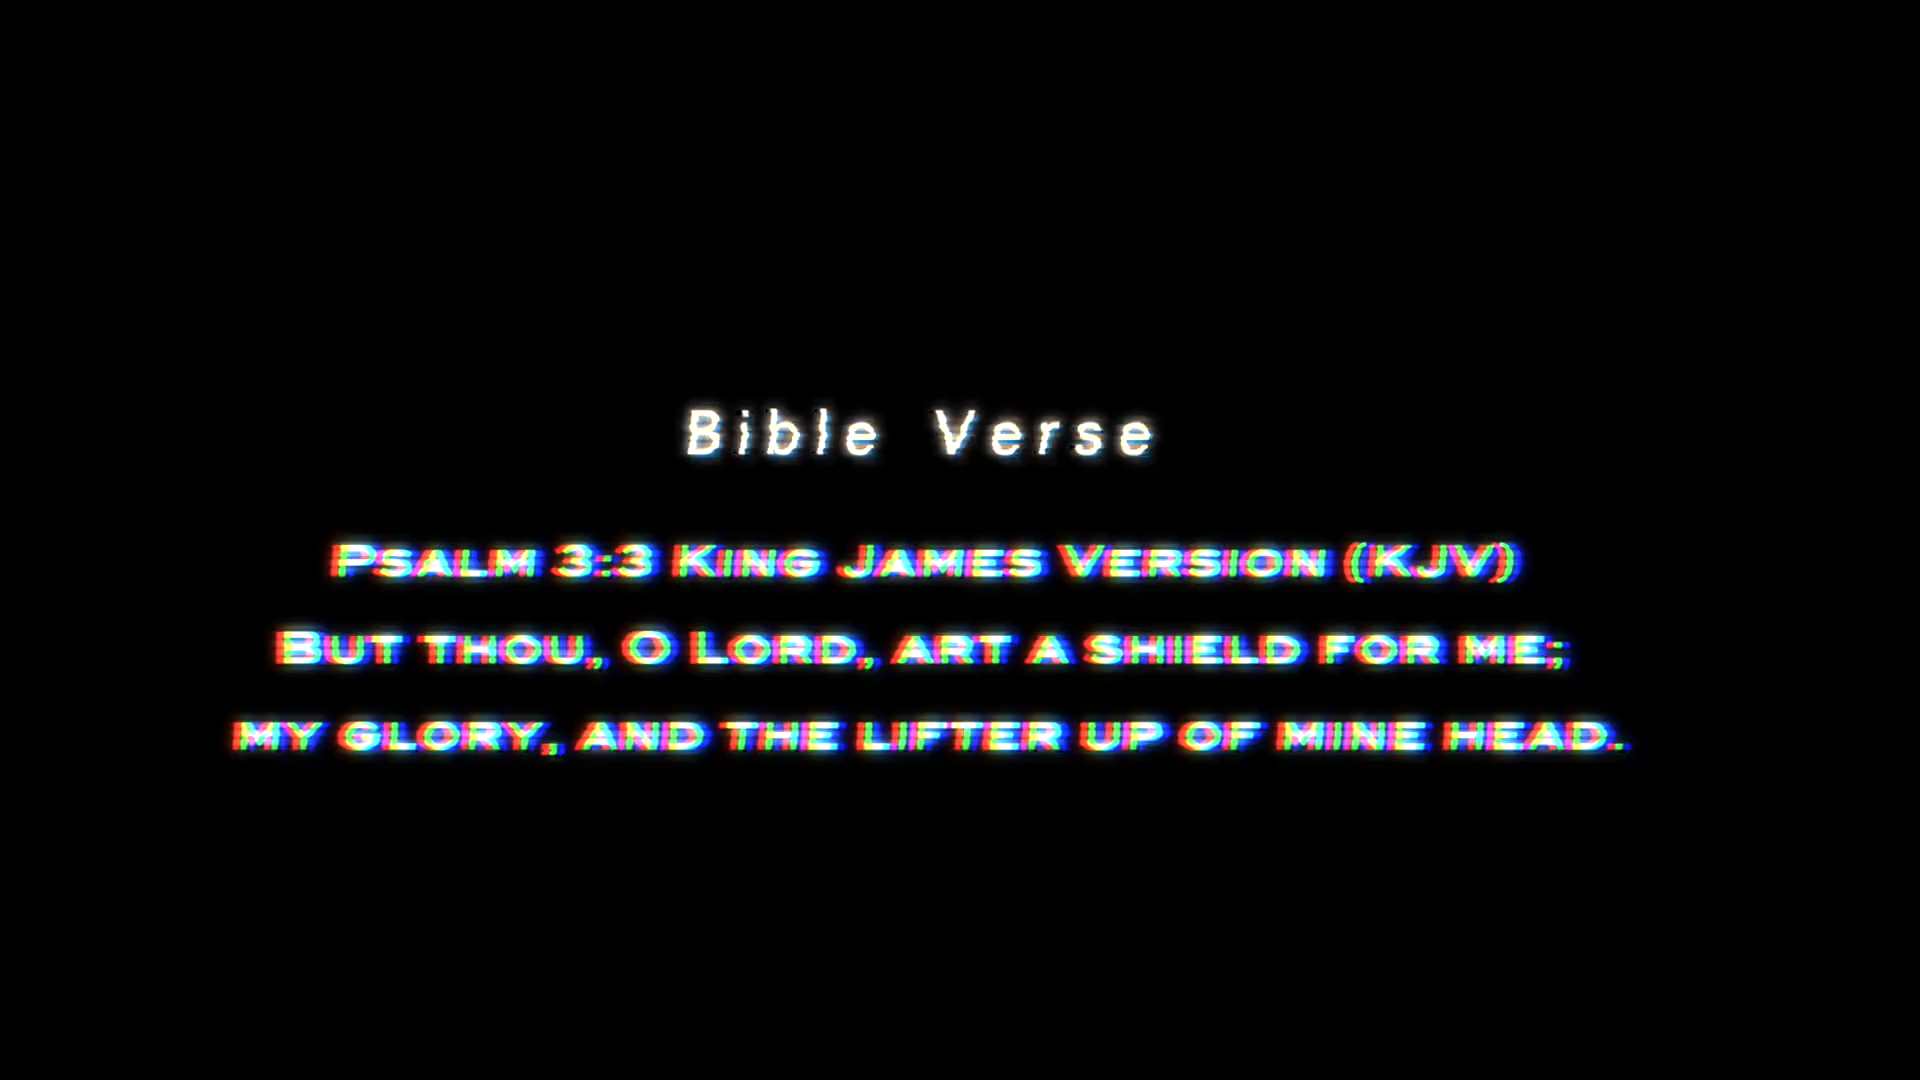 Bible Verse
Psalm 3:3 King James Version (KJV)
But thou, O Lord, art a shield for me;
my glory, and the lifter up of mine head.